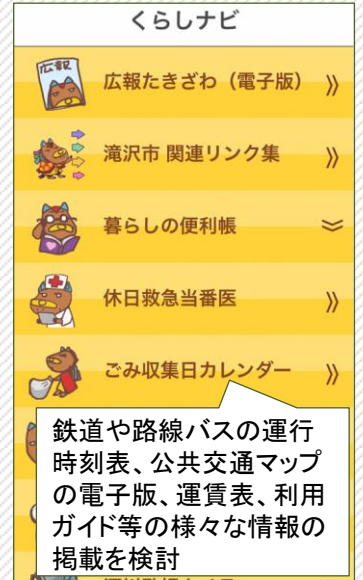 くらしナビ
広報
広報たきざわ（電子版）
滝沢市 関連リンク集
暮らしの便利帳
休日救急当番医
ごみ収集日カレンダー
鉄道や路線バスの運行
時刻表、公共交通マップ
の電子版、運賃表、利用
ガイド等の様々な情報の
掲載を検討